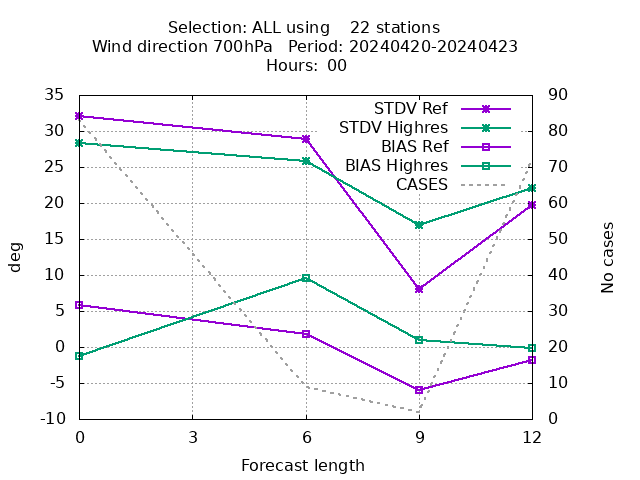 Selection: ALL using    22 stations
Wind direction 700hPa   Period: 20240420-20240423
Hours: 00
STDV Ref
STDV Highres
BIAS Ref
BIAS Highres
CASES
deg
35
30
25
20
15
10
5
0
-5
-10
90
80
70
60
50
40
30
20
10
0
No cases
0 3 6 9 12
Forecast length